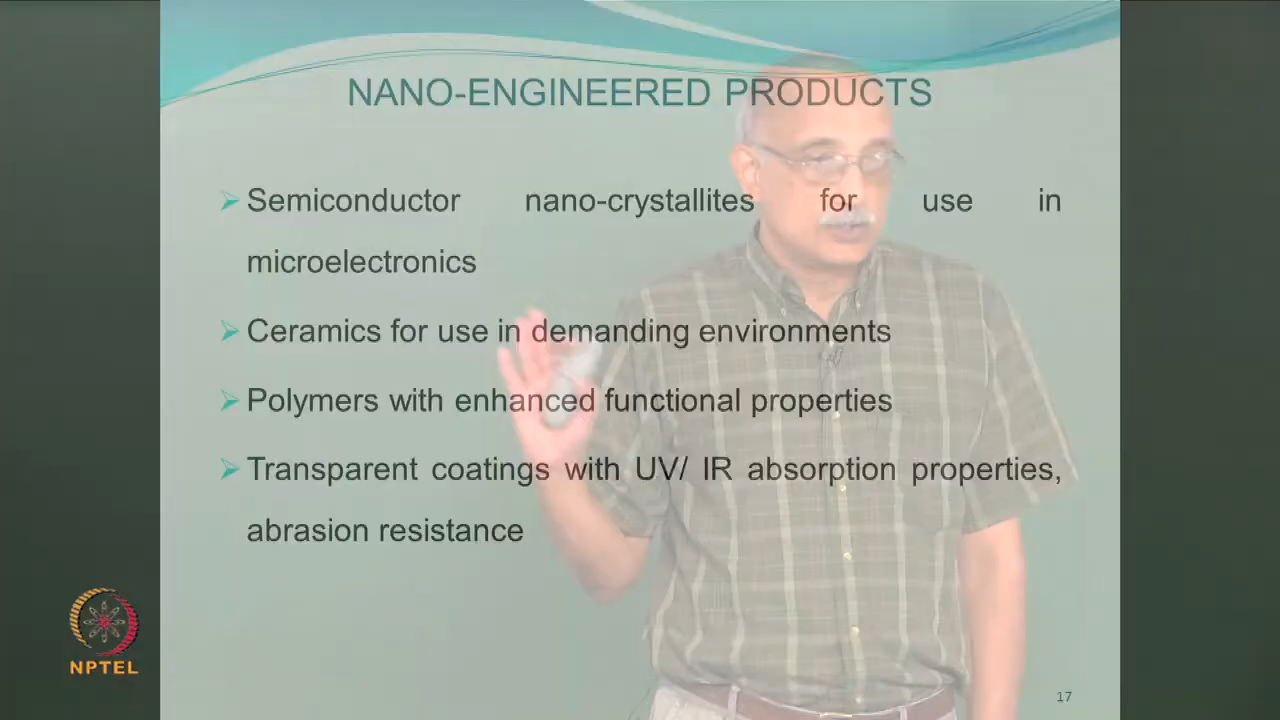 NANO-ENGINEERED PRODUCTS
Semiconductor nano-crystallites for use in
microelectronics
Ceramics for use in demanding environments
Polymers with enhanced functional properties
Transparent coatings with UV/ IR absorption properties,
abrasion resistance
NPTEL
17